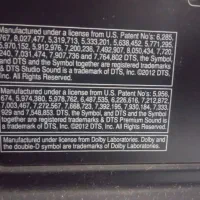 Manufactured under a license from U.S. Patent No's: 6,285,
767, 8,027,477, 5,319,713, 5,333,201, 5,638,452, 5,771,295,
5,970,152, 5,912,976, 7,200,236, 7,492,907, 8,050,434, 7,720,
240, 7,031,474, 7,907,736 and 7,764,802 DTS, the Symbol,
and DTS and the Symbol together are registered trademarks
& DTS Studio Sound is a trademark of DTS, Inc. ©2012 DTS,
Inc. All Rights Reserved.
Manufactured under a license from U.S. Patent No's: 5,956,
674, 5,974,380, 5,978,762, 6,487,535, 6,226,616, 7,212,872,
7,003,467, 7,272,567, 7,668,723, 7,392,195, 7,930,184, 7,333,
929 and 7,548,853. DTS, the Symbol, and DTS and the Symbol
together are registered trademarks & DTS Premium Sound is
a trademark of DTS, Inc. ©2012 DTS, Inc. All Rights Reserved.
Manufactured under license from Dolby Laboratories. Dolby and
the double-D symbol are trademarks of Dolby Laboratories.